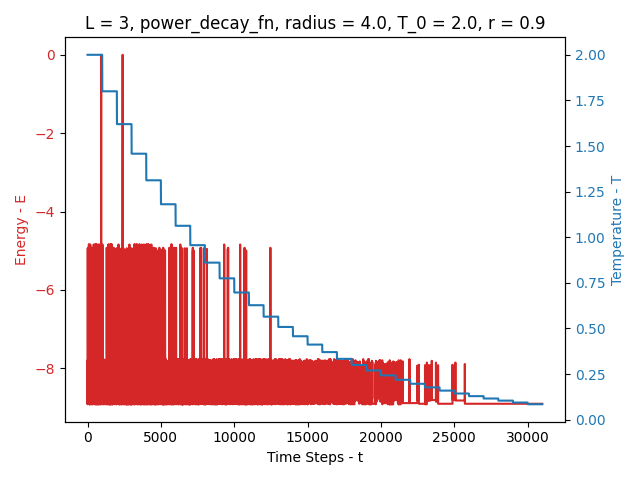 L = 3, power_decay_fn, radius = 4.0, T_0 = 2.0, r = 0.9
0
−2
−4
−6
−8
Energy - E
2.00
1.75
1.50
1.25
1.00
0.75
0.50
0.25
0.00
Temperature - T
0 5000 10000 15000 20000 25000 30000
Time Steps - t